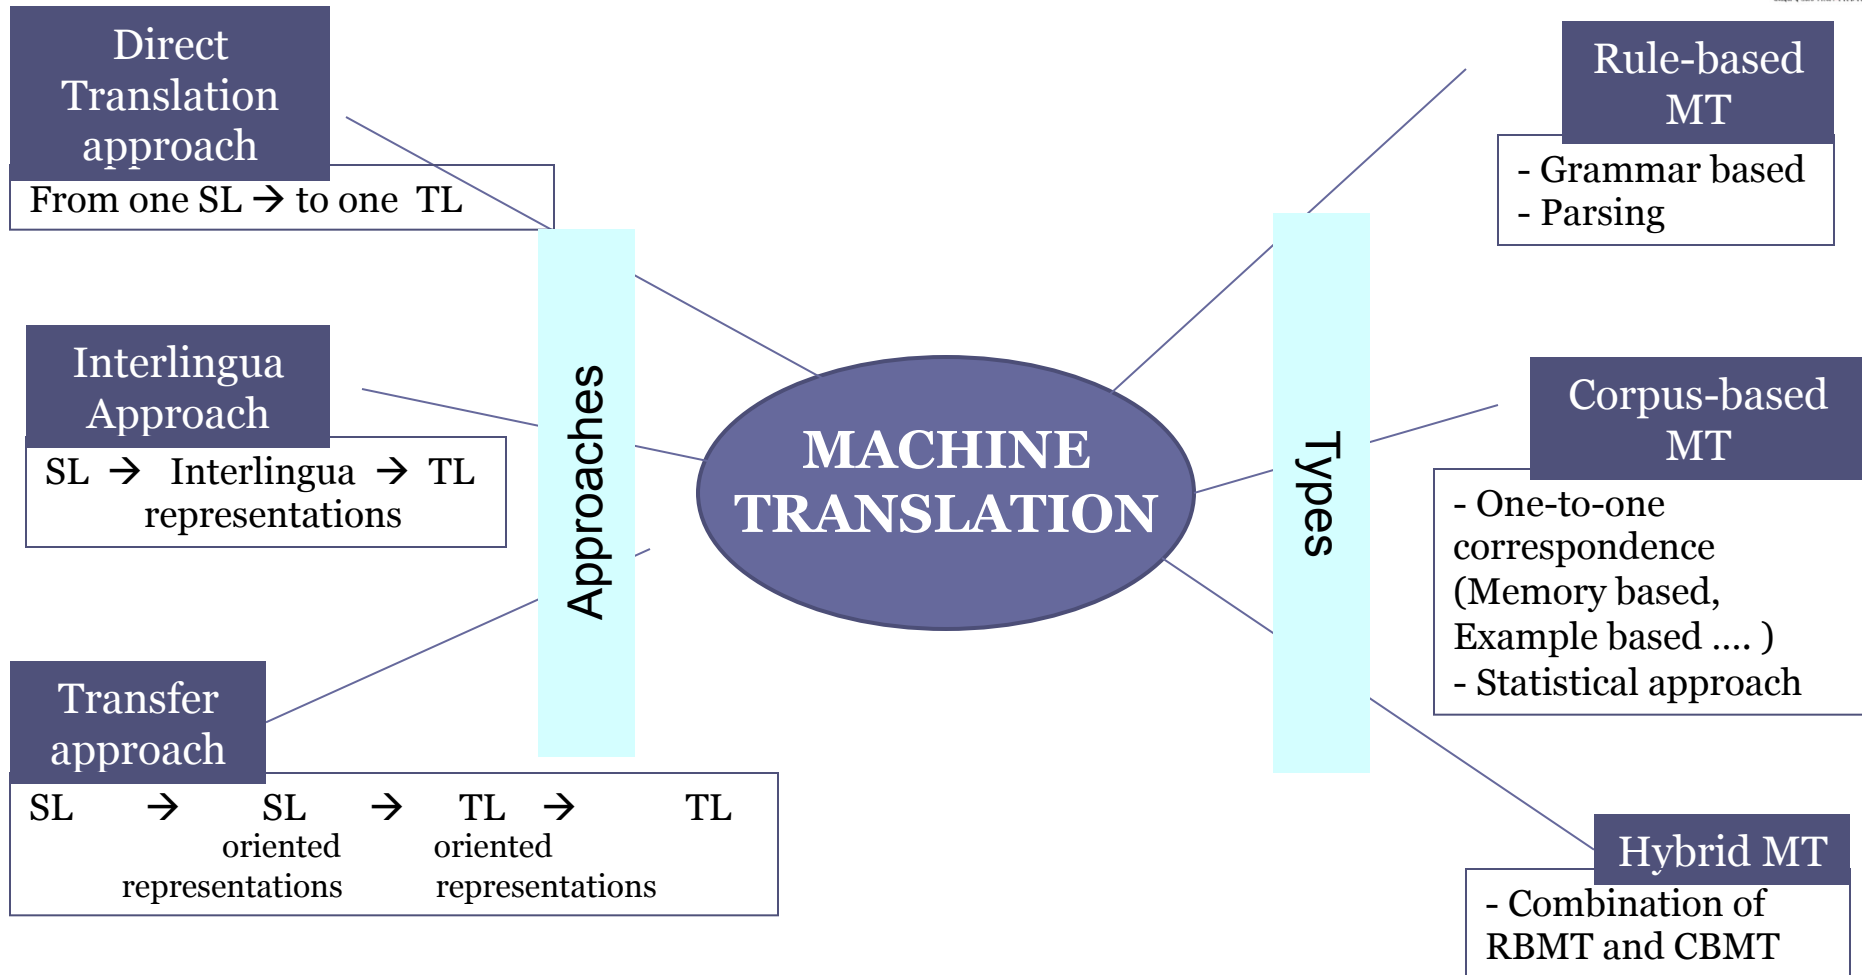 Direct
Translation
approach
From one SL → to one TL
Interlingua
Approach
SL → Interlingua → TL
representations
Transfer
approach
SL → SL → TL → TL
oriented oriented
representations representations
Approaches
MACHINE
TRANSLATION
Types
Rule-based
MT
- Grammar based
- Parsing
Corpus-based
MT
- One-to-one
correspondence
(Memory based,
Example based .... )
- Statistical approach
Hybrid MT
- Combination of
RBMT and CBMT